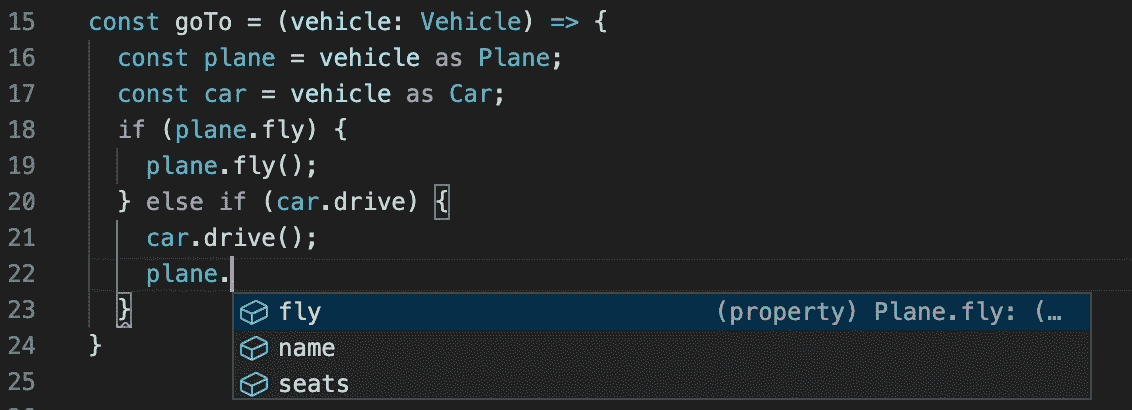 15 const goTo = (vehicle: Vehicle) => {
16 const plane = vehicle as Plane;
17 const car = vehicle as Car;
18 if (plane.fly) {
19 plane.fly();
20 } else if (car.drive) {
21 car.drive();
22 plane.
23 }
fly (property) Plane.fly: (…
24 }
name
25
seats